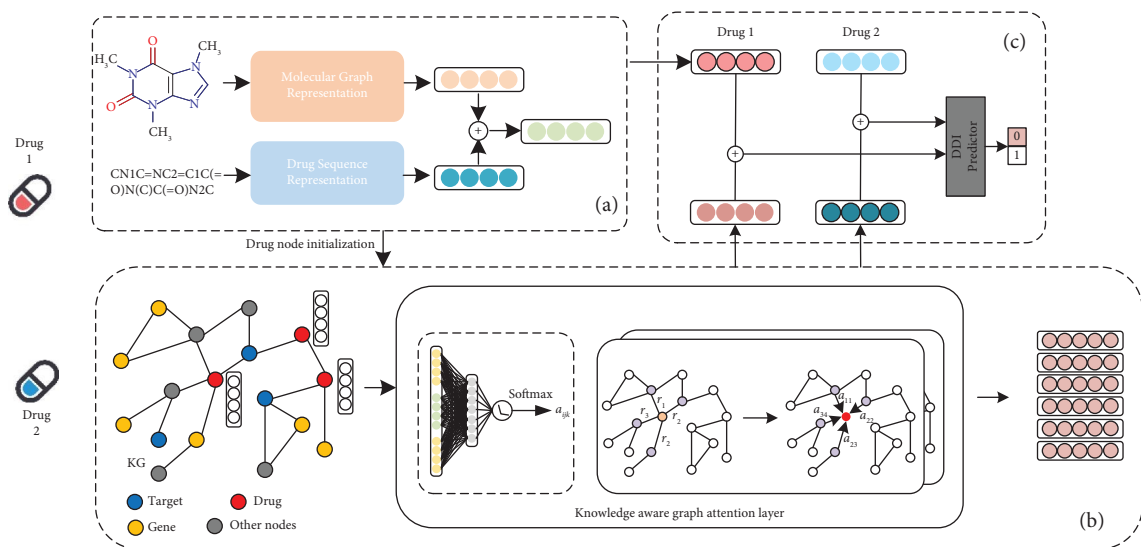 Drug
1
H₃C
O
O
N
N
N
N
CH₃
CH₃
Molecular Graph
Representation
CN1C=NC2=C1C(=
O)N(C)C(=O)N2C
Drug Sequence
Representation
+
(a)
Drug 1
Drug 2
(c)
+
+
DDI
Predictor
0
1
Drug node initialization
Drug
2
KG
Target
Drug
Gene
Other nodes
Softmax
aijk
r1
r3
r2
r2
a11
a34
a22
a23
Knowledge aware graph attention layer
(b)